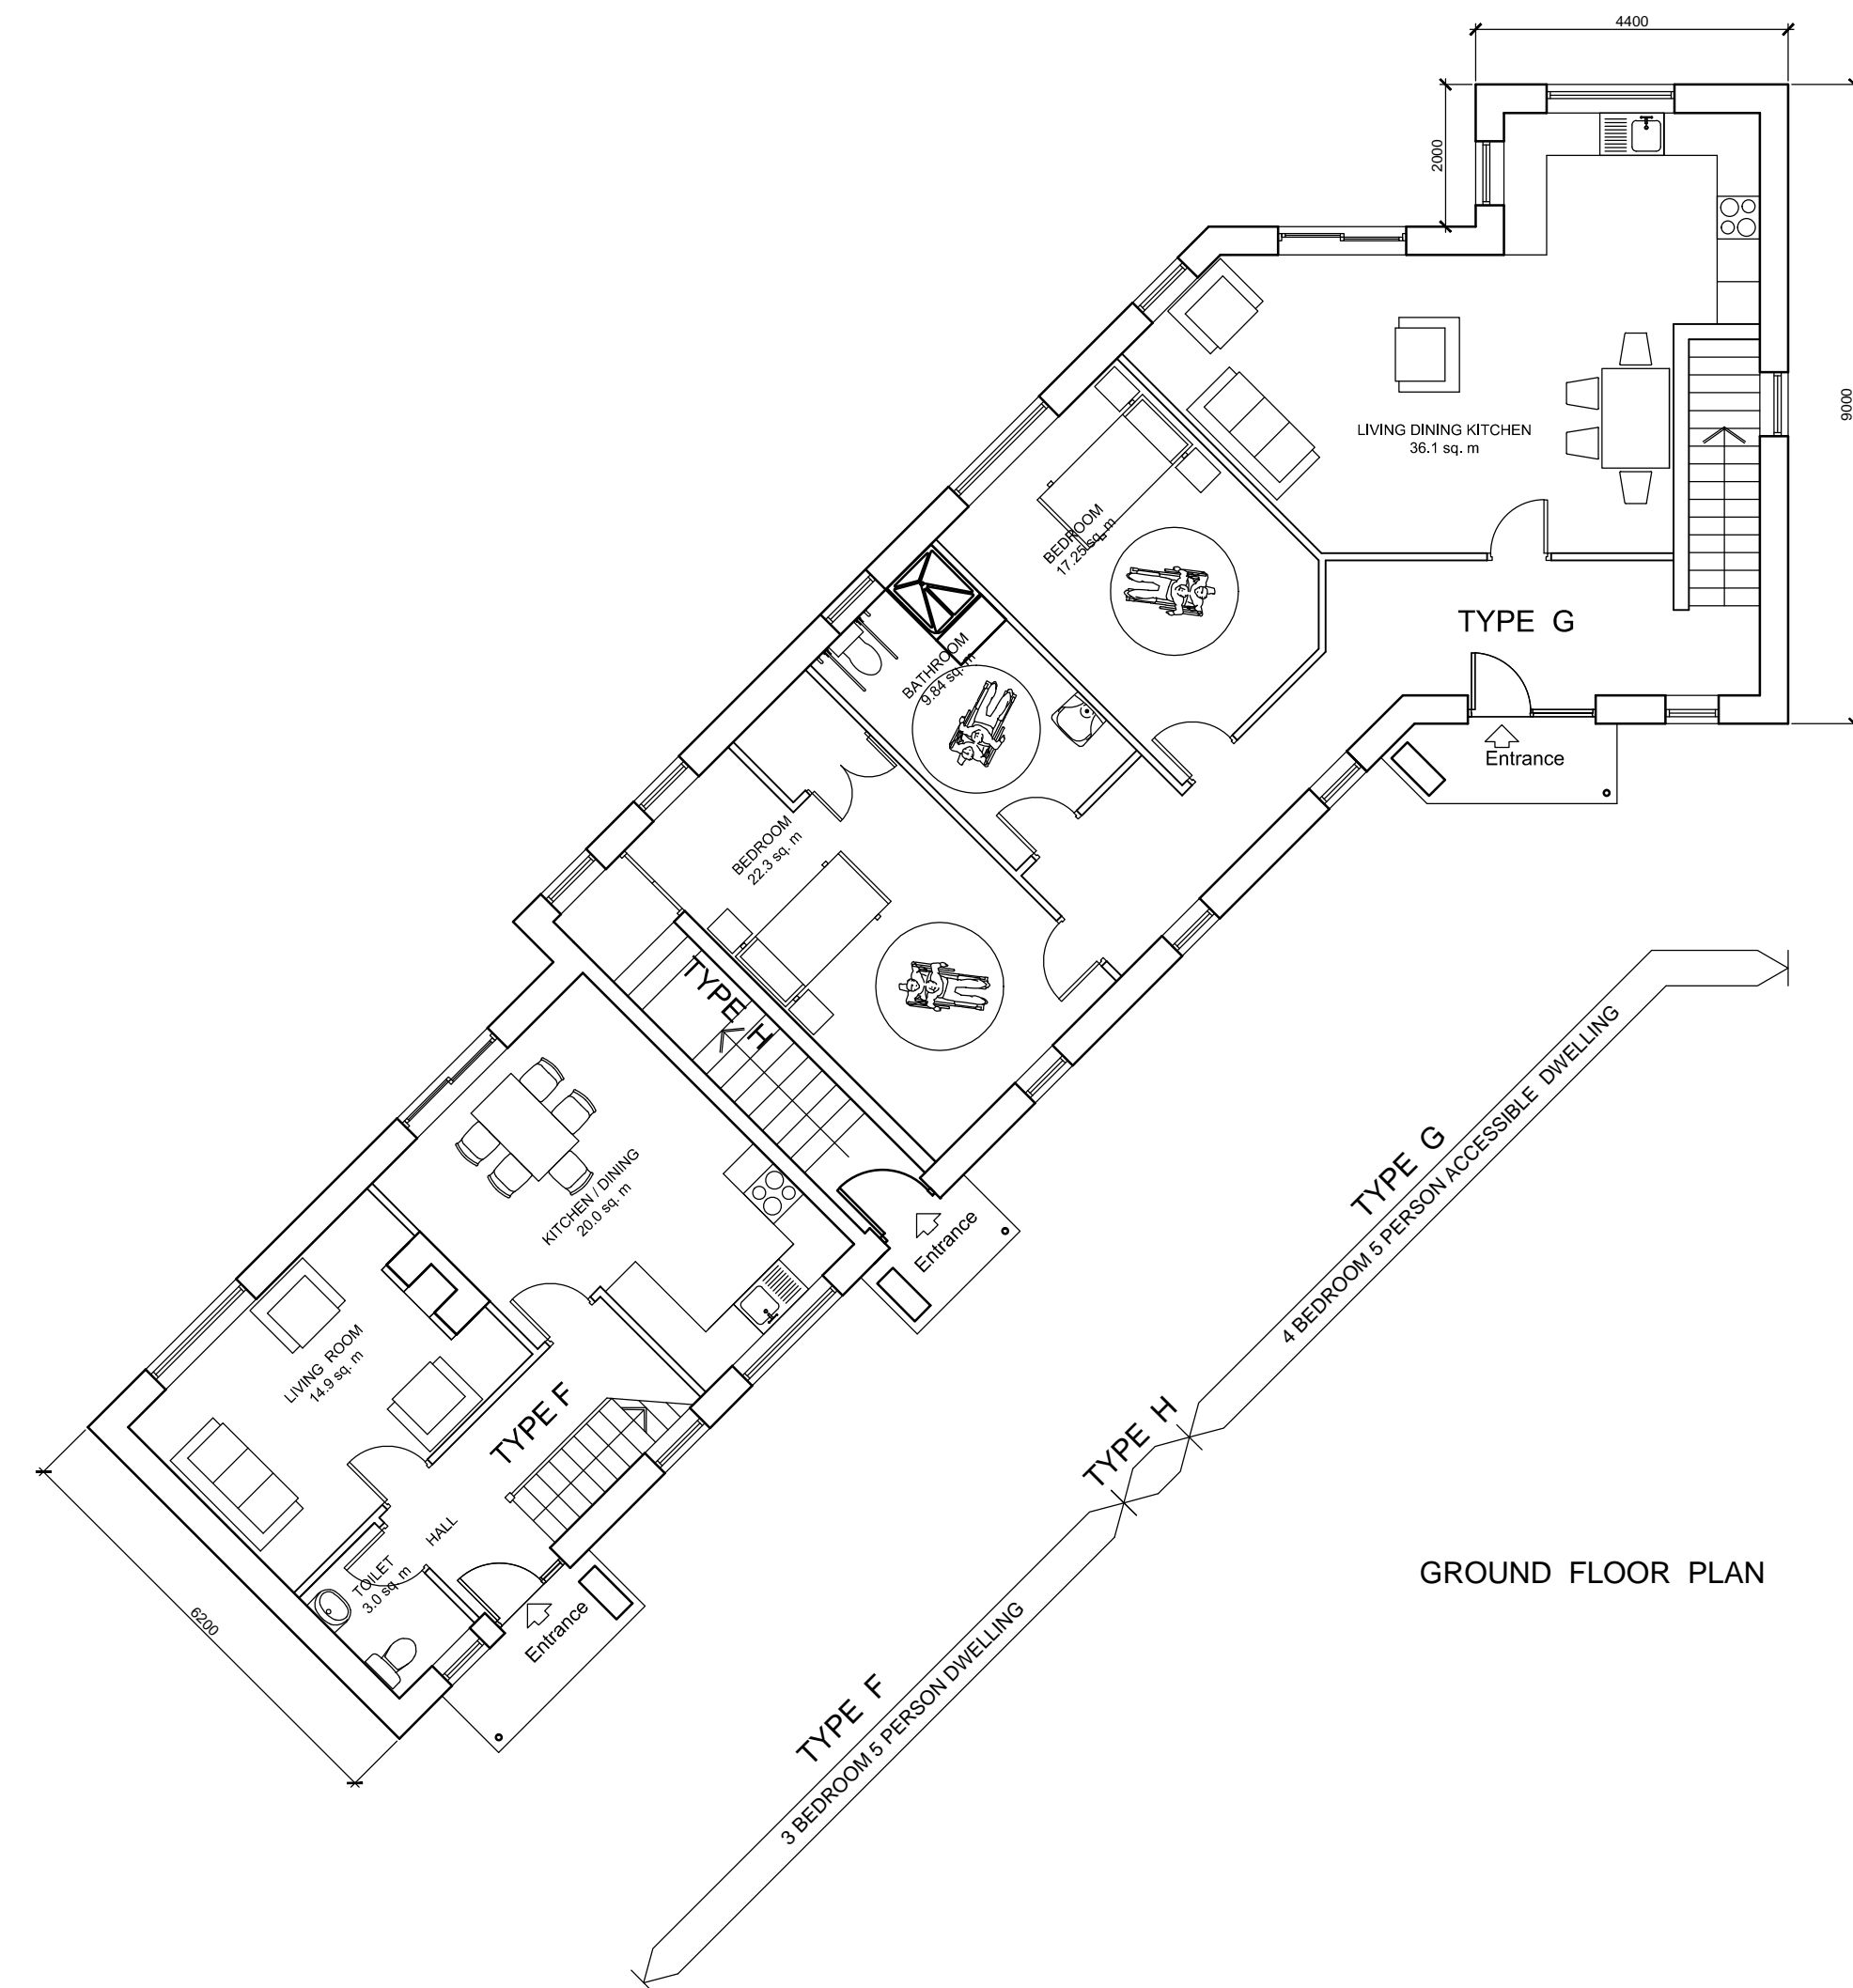 4400
2000
9000
LIVING DINING KITCHEN
36.1 sq. m
BEDROOM
17.25 sq. m
TYPE G
BATHROOM
9.84 sq. m
Entrance
BEDROOM
22.3 sq. m
TYPE H
KITCHEN / DINING
20.0 sq. m
Entrance
LIVING ROOM
14.9 sq. m
TYPE F
HALL
TOILET
3.0 sq. m
Entrance
6200
TYPE G
4 BEDROOM 5 PERSON ACCESSIBLE DWELLING
TYPE H
TYPE F
3 BEDROOM 5 PERSON DWELLING
GROUND FLOOR PLAN